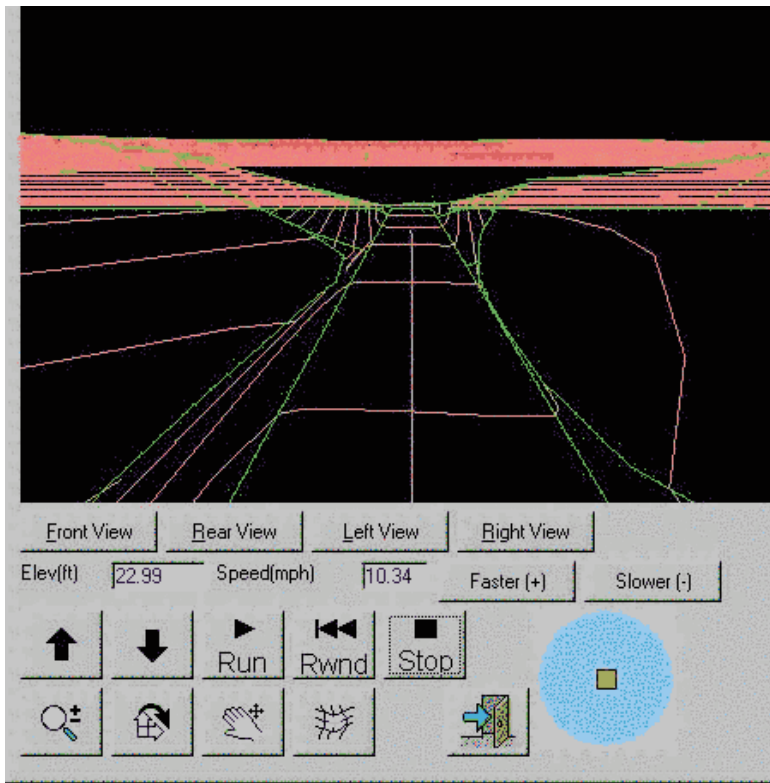 Front View Rear View Left View Right View
Elev(ft) 22.99 Speed(mph) 10.34 Faster (+) Slower (-)
Run Rwnd Stop